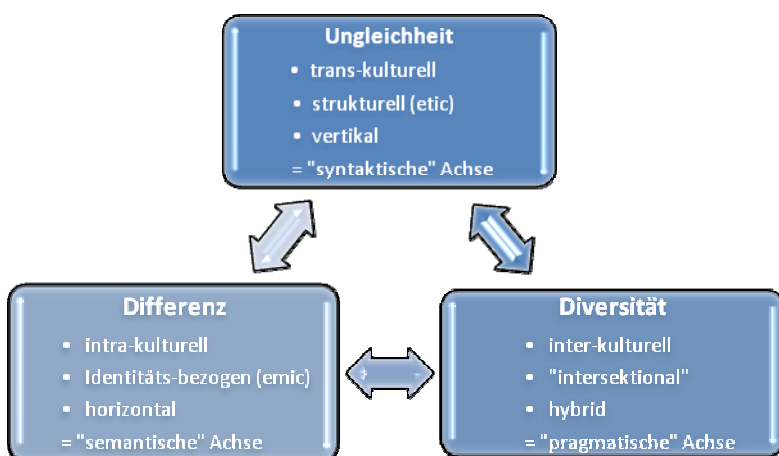 Ungleichheit
• trans-kulturell
• strukturell (etic)
• vertikal
= "syntaktische" Achse
Differenz
• intra-kulturell
• Identitäts-bezogen (emic)
• horizontal
= "semantische" Achse
Diversität
• inter-kulturell
• "intersektional"
• hybrid
= "pragmatische" Achse